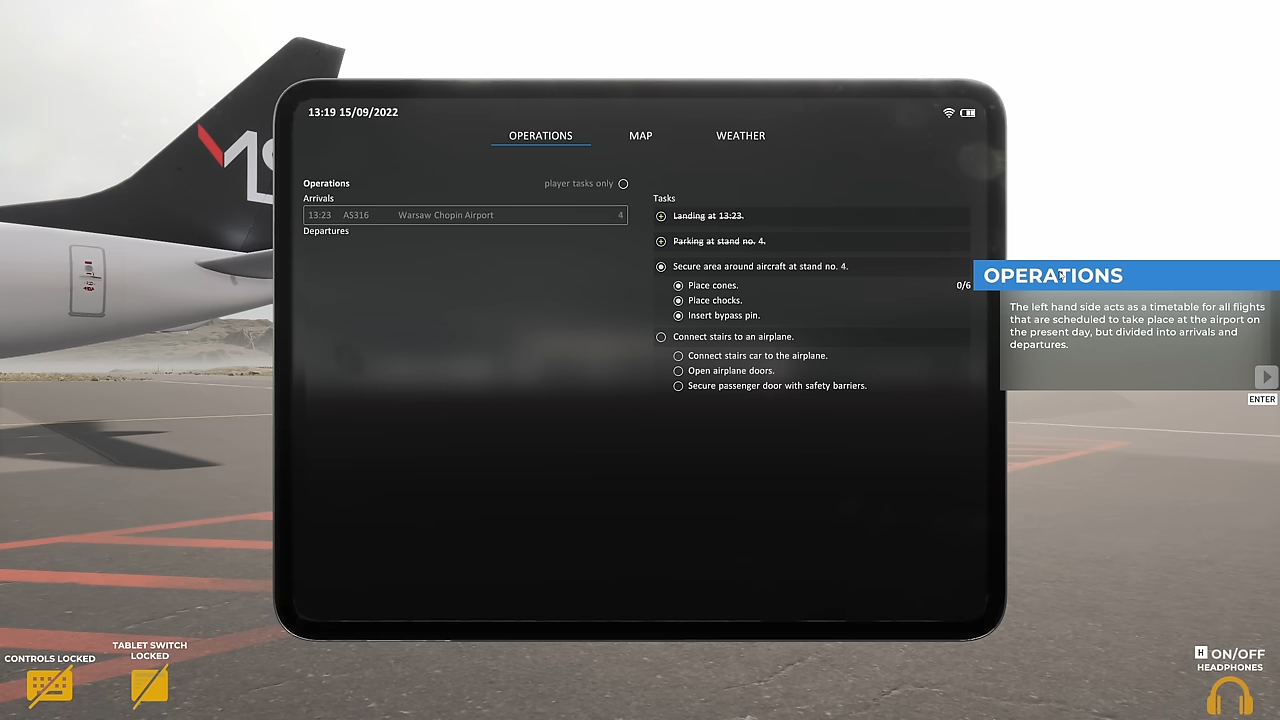 13:19 15/09/2022
OPERATIONS
MAP
WEATHER
Operations
player tasks only
Arrivals
13:23 A5316 Warsaw Chopin Airport 4
Departures
Tasks
Landing at 13:23.
Parking at stand no. 4.
Secure area around aircraft at stand no. 4.
Place cones. 0/6
Place chocks.
Insert bypass pin.
Connect stairs to an airplane.
Connect stairs car to the airplane.
Open airplane doors.
Secure passenger door with safety barriers.
OPERATIONS
The left hand side acts as a timetable for all flights
that are scheduled to take place at the airport on
the present day, but divided into arrivals and
departures.
ENTER
CONTROLS LOCKED
TABLET SWITCH
LOCKED
H ON/OFF
HEADPHONES